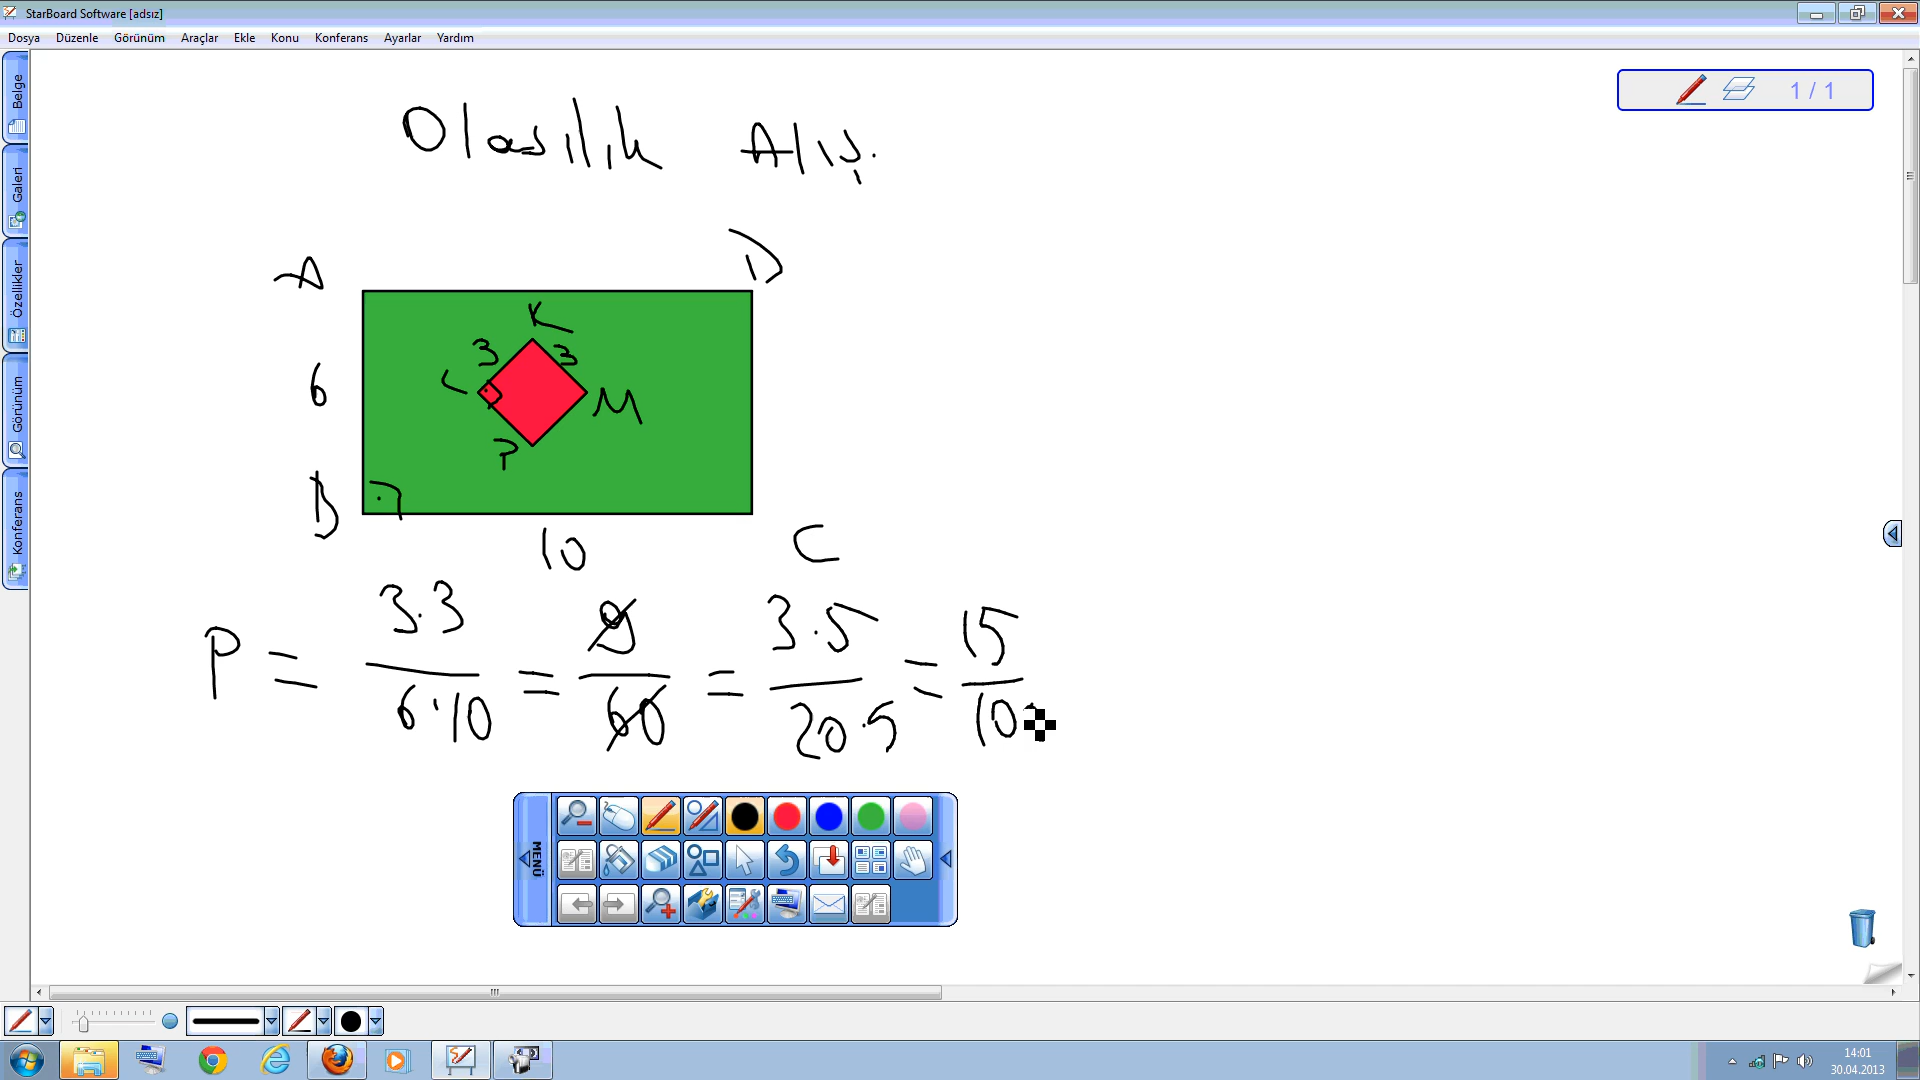 StarBoard Software [adsız]
Dosya Düzenle Görünüm Araçlar Ekle Konu Konferans Ayarlar Yardım
Belge
Galeri
Özellikler
Görünüm
Konferans
1 / 1
Olasılık Alış.
A D
K
3 3
6 L M
P
B
10 C
P = 3.3 / 6.10 = 9 / 60 = 3.5 / 20.5 = 15 / 10
MENÜ
14:01
30.04.2013